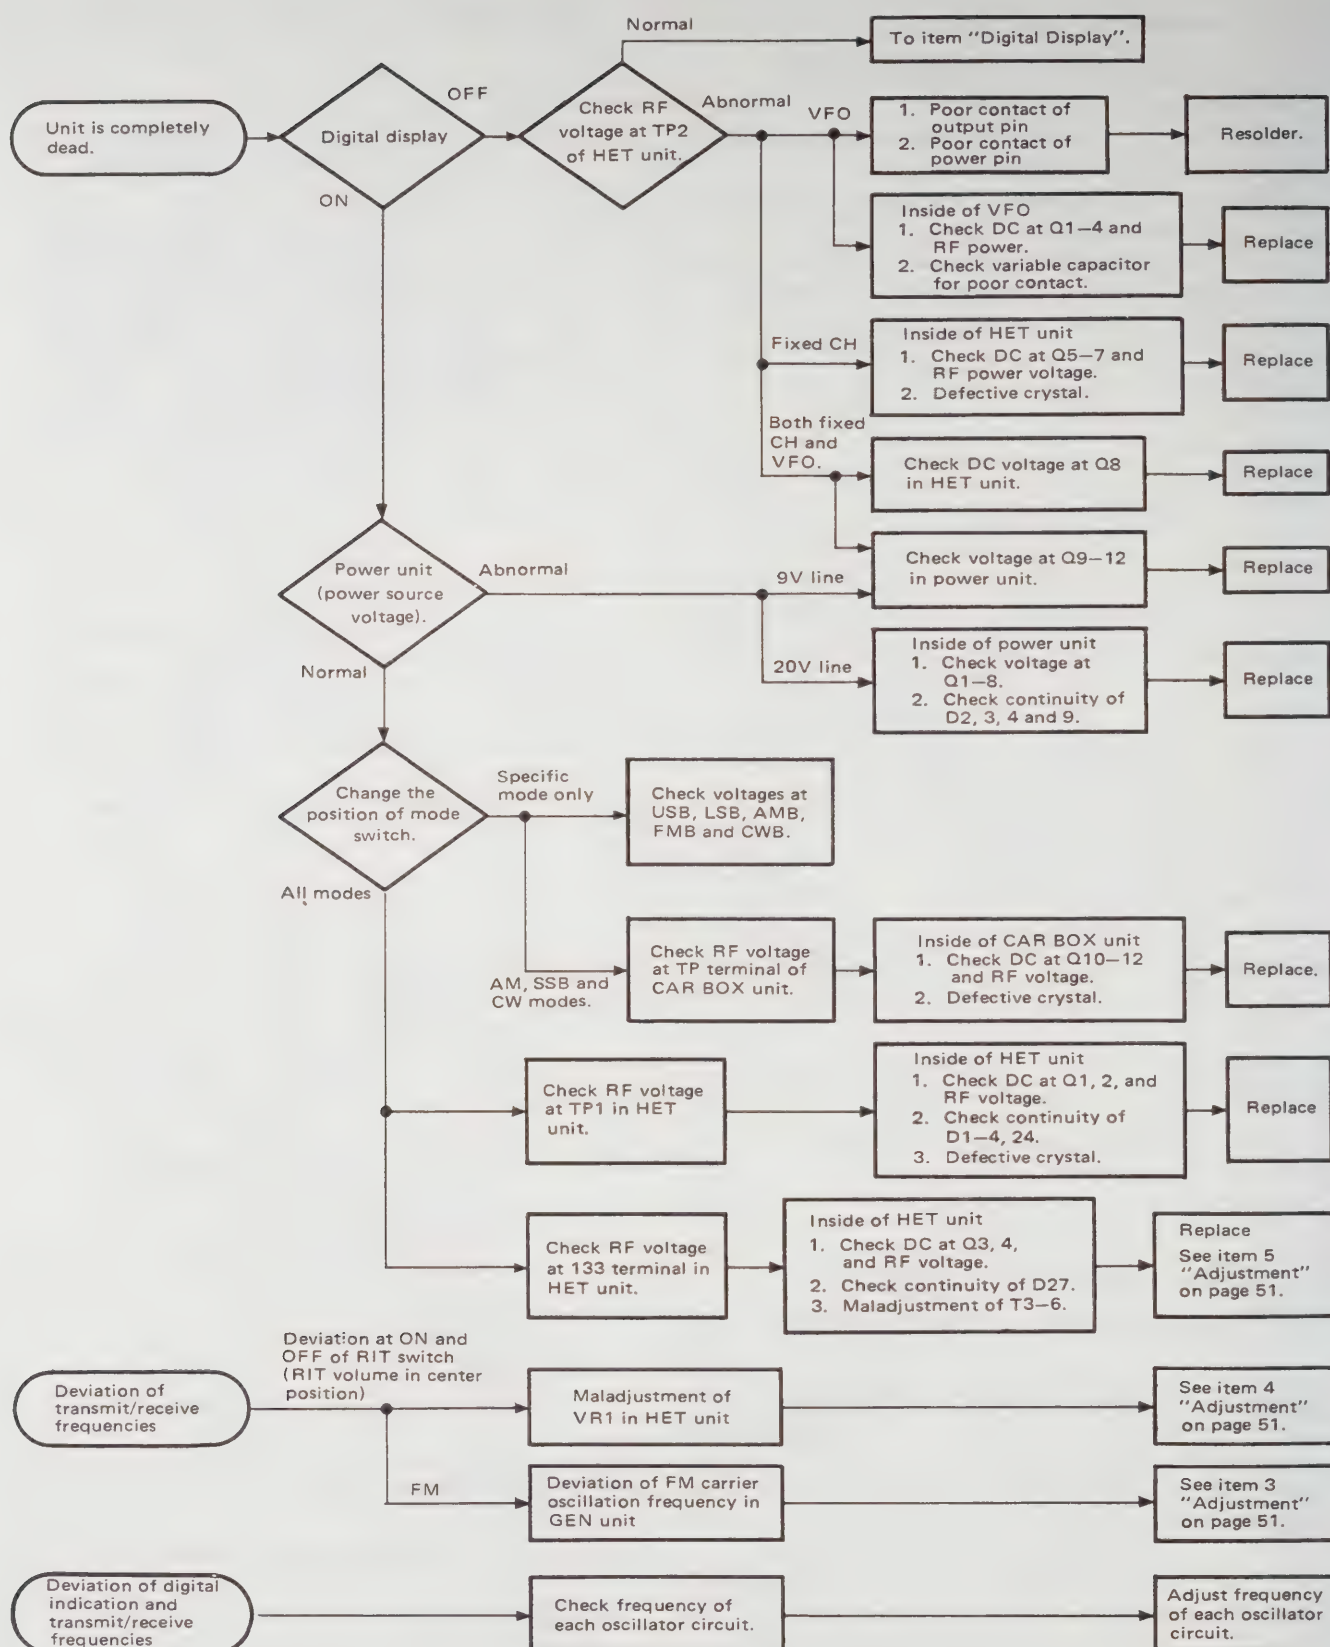 Normal
To item "Digital Display".
Unit is completely
dead.
Digital display
OFF
ON
Check RF
voltage at TP2
of HET unit.
Abnormal
VFO
1. Poor contact of
output pin
2. Poor contact of
power pin
Resolder.
Inside of VFO
1. Check DC at Q1–4 and
RF power.
2. Check variable capacitor
for poor contact.
Replace
Fixed CH
Inside of HET unit
1. Check DC at Q5–7 and
RF power voltage.
2. Defective crystal.
Replace
Both fixed
CH and
VFO.
Check DC voltage at Q8
in HET unit.
Replace
Power unit
(power source
voltage).
Abnormal
9V line
Check voltage at Q9–12
in power unit.
Replace
Normal
20V line
Inside of power unit
1. Check voltage at
Q1–8.
2. Check continuity of
D2, 3, 4 and 9.
Replace
Change the
position of mode
switch.
Specific
mode only
Check voltages at
USB, LSB, AMB,
FMB and CWB.
All modes
AM, SSB and
CW modes.
Check RF voltage
at TP terminal of
CAR BOX unit.
Inside of CAR BOX unit
1. Check DC at Q10–12
and RF voltage.
2. Defective crystal.
Replace.
Check RF voltage
at TP1 in HET
unit.
Inside of HET unit
1. Check DC at Q1, 2, and
RF voltage.
2. Check continuity of
D1–4, 24.
3. Defective crystal.
Replace
Check RF voltage
at 133 terminal in
HET unit.
Inside of HET unit
1. Check DC at Q3, 4,
and RF voltage.
2. Check continuity of D27.
3. Maladjustment of T3–6.
Replace
See item 5
"Adjustment"
on page 51.
Deviation of
transmit/receive
frequencies
Deviation at ON and
OFF of RIT switch
(RIT volume in center
position)
Maladjustment of
VR1 in HET unit
See item 4
"Adjustment"
on page 51.
FM
Deviation of FM carrier
oscillation frequency in
GEN unit
See item 3
"Adjustment"
on page 51.
Deviation of digital
indication and
transmit/receive
frequencies
Check frequency of
each oscillator circuit.
Adjust frequency
of each oscillator
circuit.